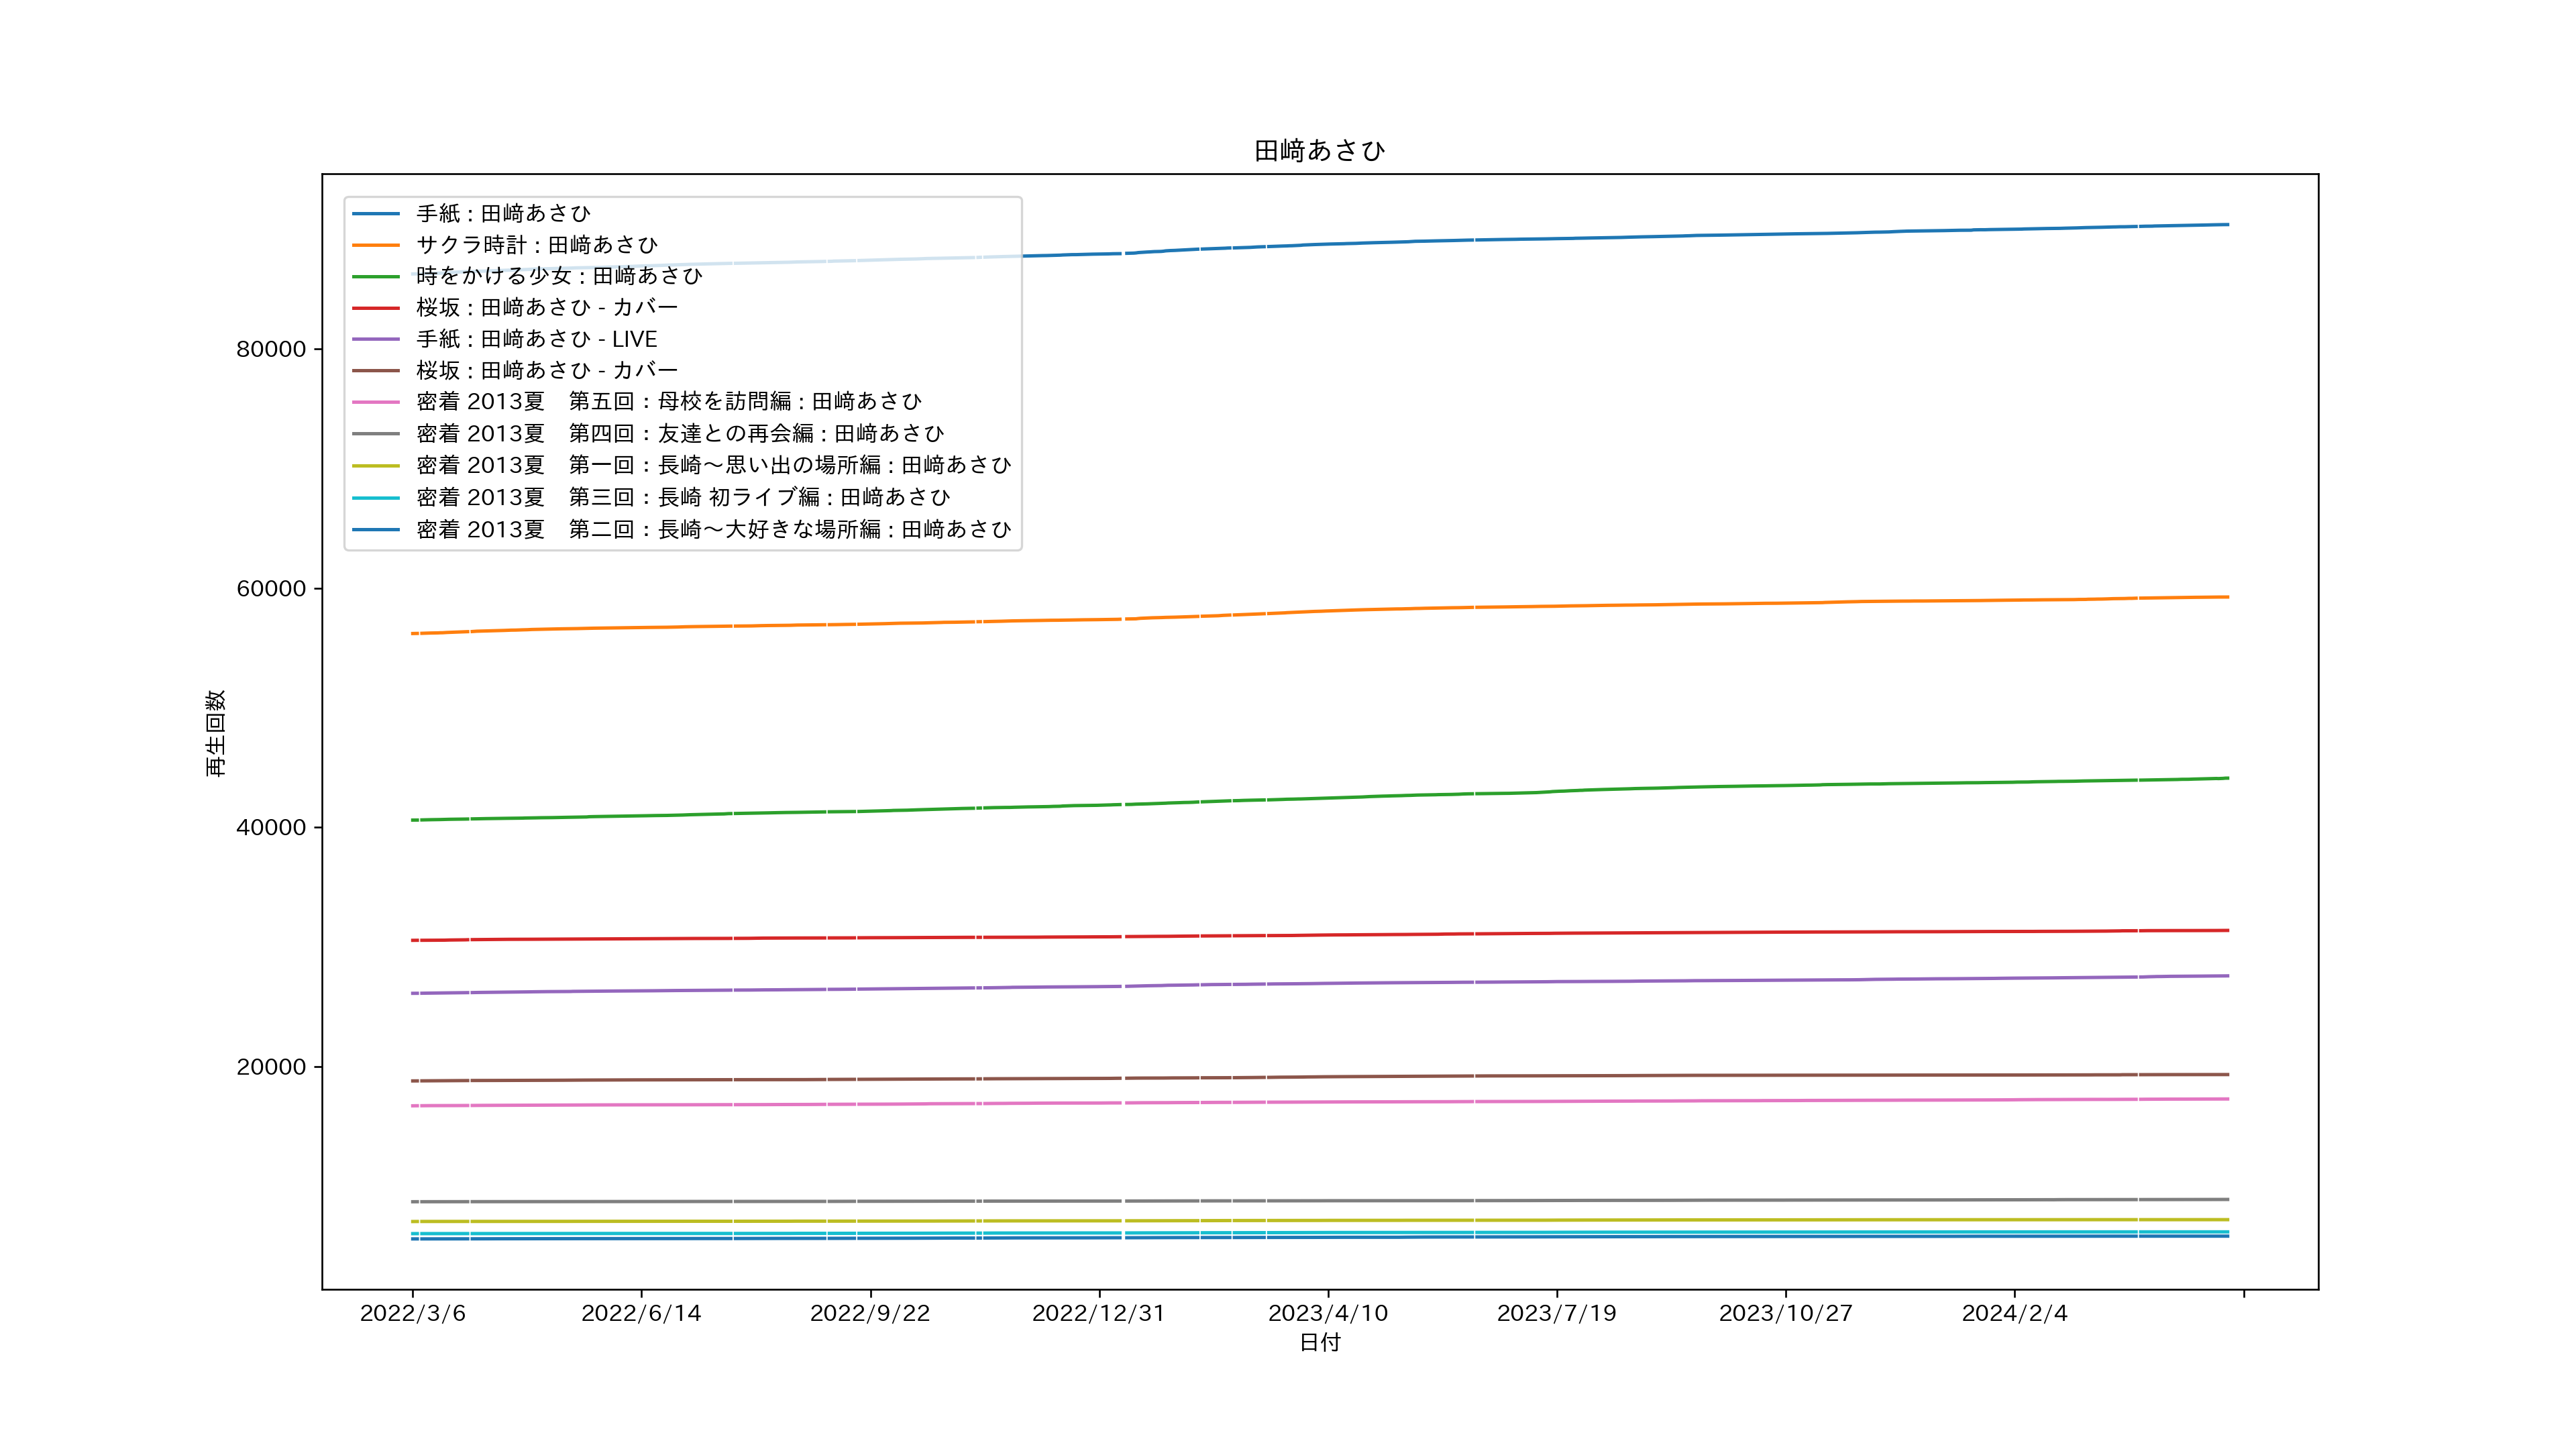 田﨑あさひ
手紙 : 田﨑あさひ
サクラ時計 : 田﨑あさひ
時をかける少女 : 田﨑あさひ
桜坂 : 田﨑あさひ - カバー
手紙 : 田﨑あさひ - LIVE
桜坂 : 田﨑あさひ - カバー
密着 2013夏　第五回：母校を訪問編 : 田﨑あさひ
密着 2013夏　第四回：友達との再会編 : 田﨑あさひ
密着 2013夏　第一回：長崎〜思い出の場所編 : 田﨑あさひ
密着 2013夏　第三回：長崎 初ライブ編 : 田﨑あさひ
密着 2013夏　第二回：長崎〜大好きな場所編 : 田﨑あさひ
80000
60000
40000
20000
再生回数
2022/3/6 2022/6/14 2022/9/22 2022/12/31 2023/4/10 2023/7/19 2023/10/27 2024/2/4
日付